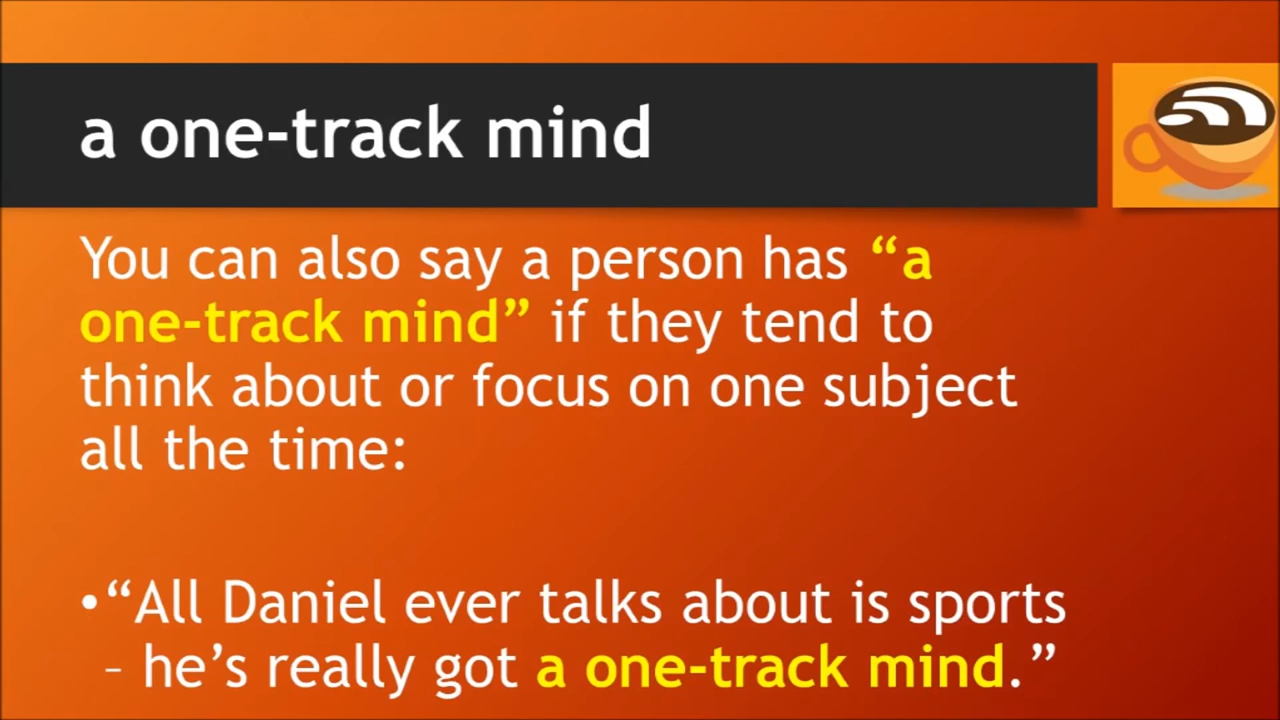 a one-track mind
You can also say a person has “a
one-track mind” if they tend to
think about or focus on one subject
all the time:
•“All Daniel ever talks about is sports
– he’s really got a one-track mind.”